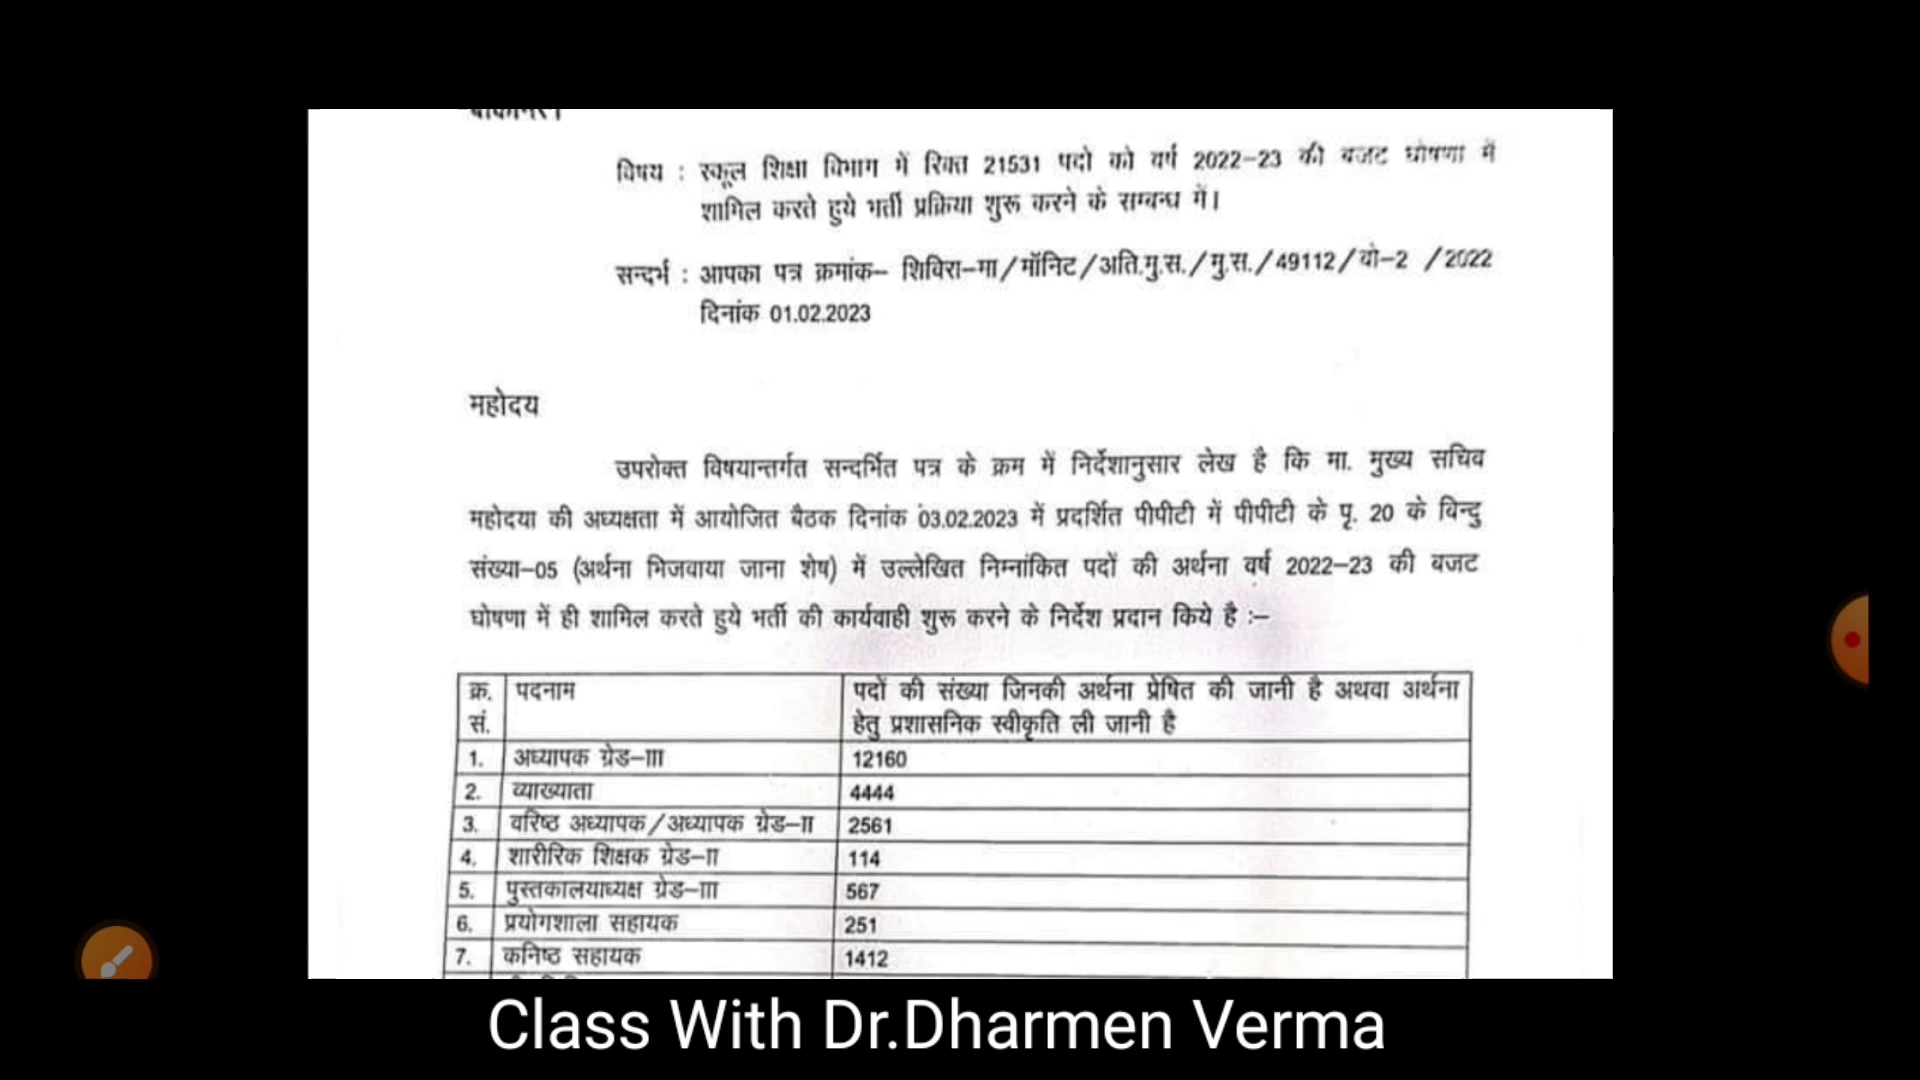 विषय : स्कूल शिक्षा विभाग में रिक्त 21531 पदो को वर्ष 2022-23 की बजट घोषणा में
शामिल करते हुये भर्ती प्रक्रिया शुरू करने के सम्बन्ध में।
सन्दर्भ : आपका पत्र क्रमांक- शिविरा-मा/मॉनिट/अति.मु.स./मु.स./49112/वो-2 /2022
दिनांक 01.02.2023
महोदय
उपरोक्त विषयान्तर्गत सन्दर्भित पत्र के क्रम में निर्देशानुसार लेख है कि मा. मुख्य सचिव
महोदया की अध्यक्षता में आयोजित बैठक दिनांक 03.02.2023 में प्रदर्शित पीपीटी में पीपीटी के पृ. 20 के बिन्दु
संख्या-05 (अर्थना भिजवाया जाना शेष) में उल्लेखित निम्नांकित पदों की अर्थना वर्ष 2022-23 की बजट
घोषणा में ही शामिल करते हुये भर्ती की कार्यवाही शुरू करने के निर्देश प्रदान किये है :-
क्र. सं. पदनाम पदों की संख्या जिनकी अर्थना प्रेषित की जानी है अथवा अर्थना
हेतु प्रशासनिक स्वीकृति ली जानी है
1. अध्यापक ग्रेड-III 12160
2. व्याख्याता 4444
3. वरिष्ठ अध्यापक/अध्यापक ग्रेड-II 2561
4. शारीरिक शिक्षक ग्रेड-II 114
5. पुस्तकालयाध्यक्ष ग्रेड-III 567
6. प्रयोगशाला सहायक 251
7. कनिष्ठ सहायक 1412
Class With Dr.Dharmen Verma